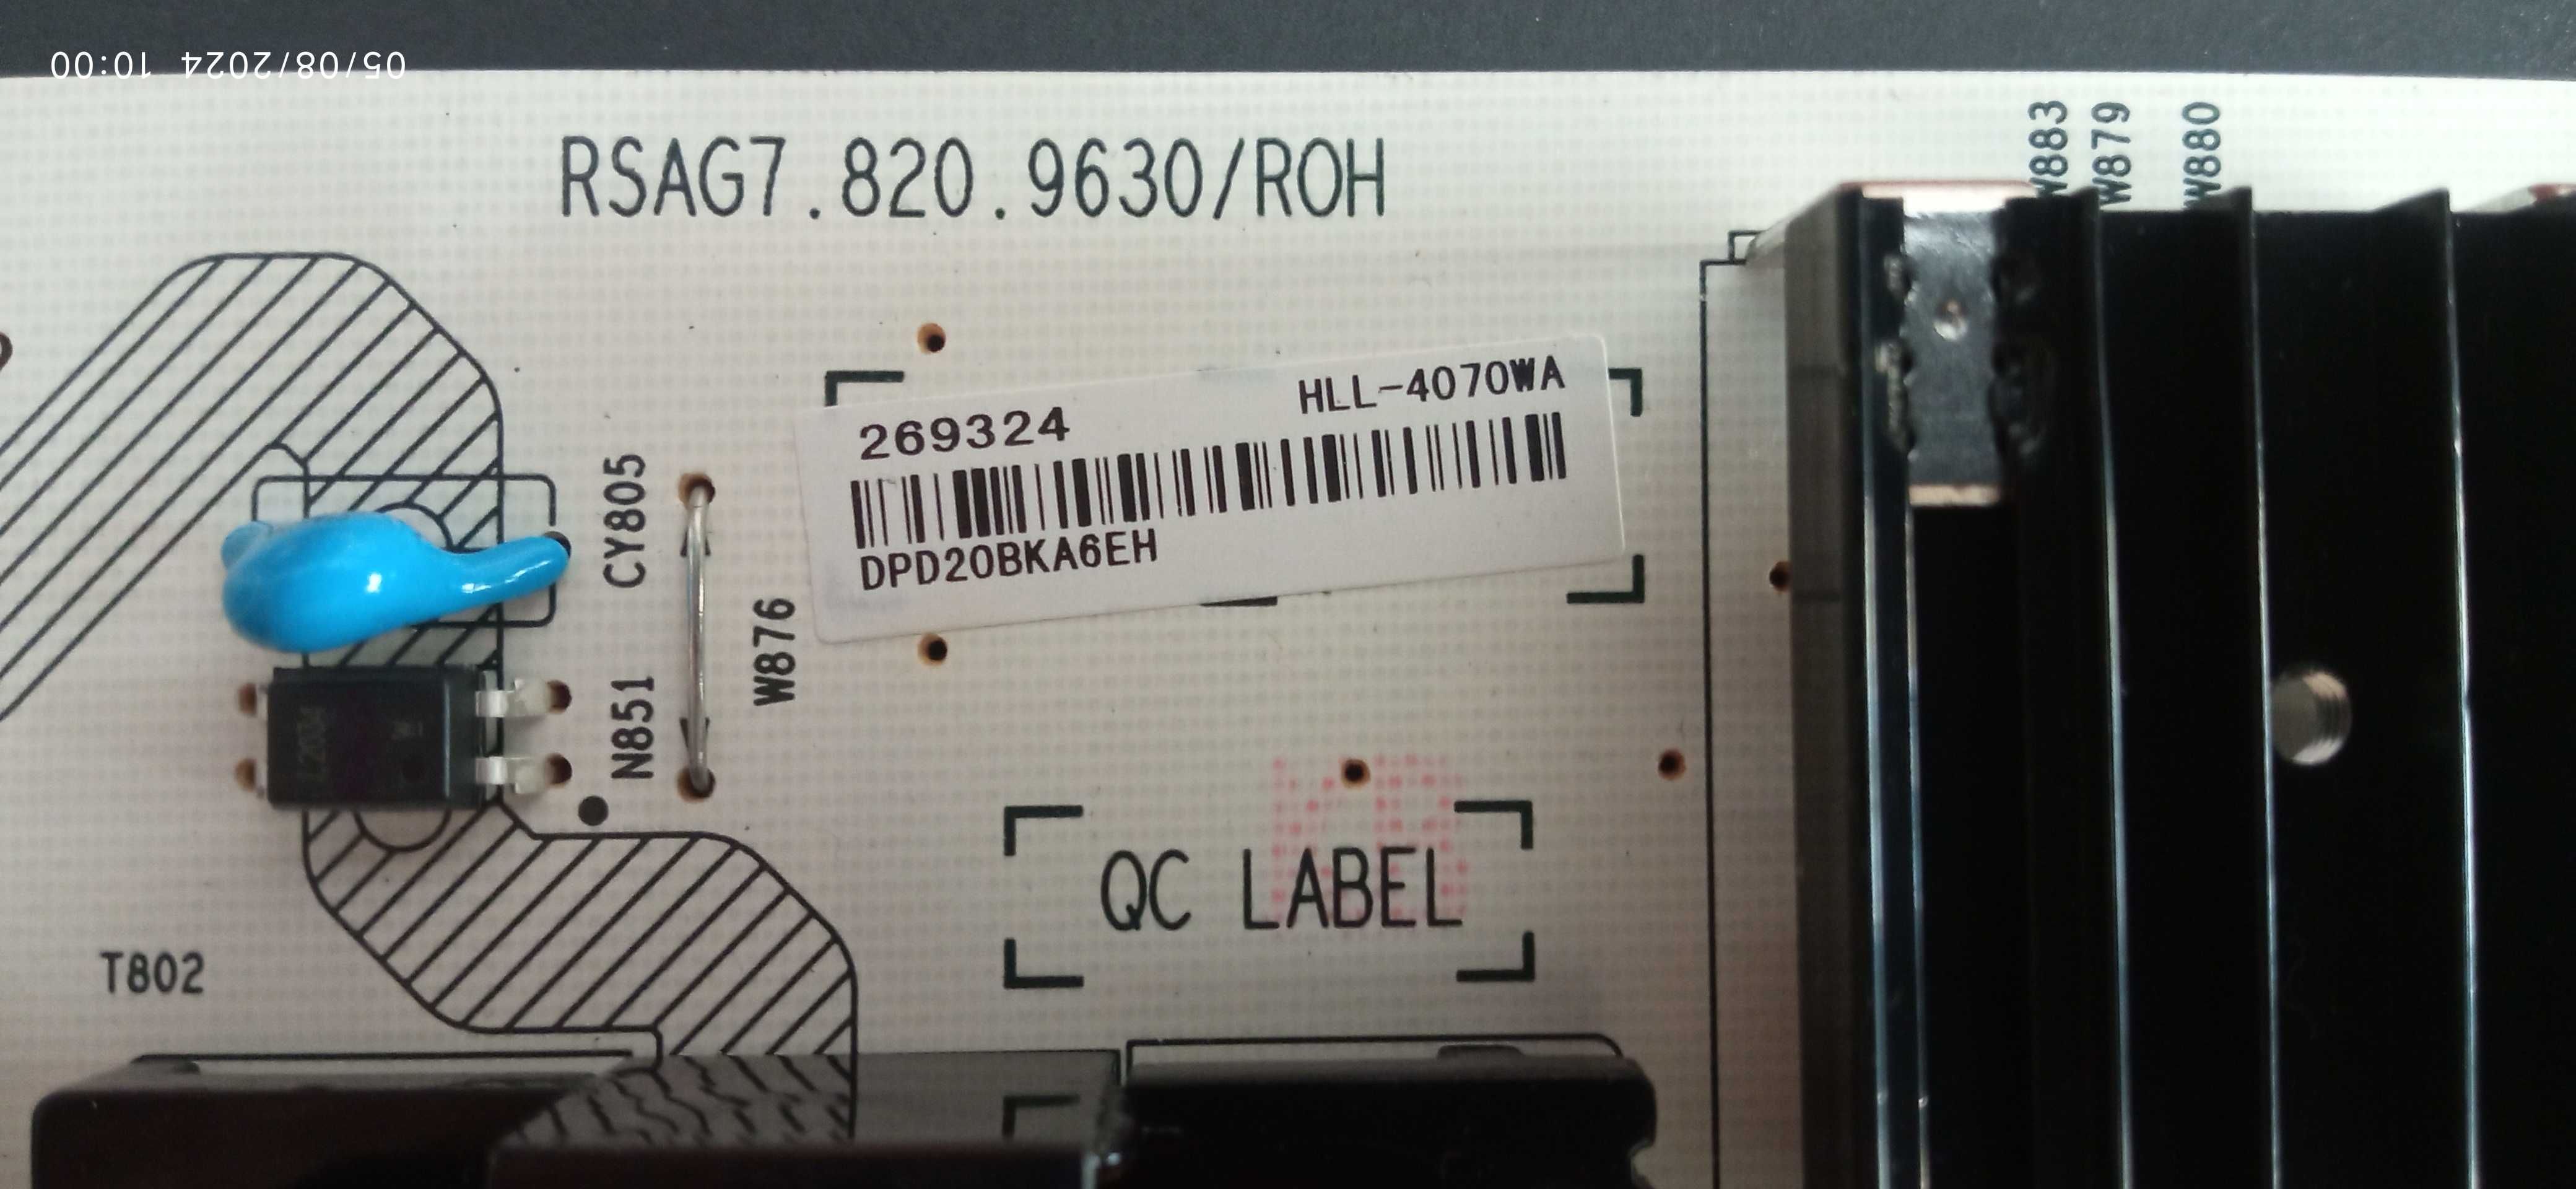 05/08/2024 10:00
RSAG7.820.9630/ROH
W883
W879
W880
269324
HLL-4070WA
DPD20BKA6EH
CY805
W876
N851
QC LABEL
T802